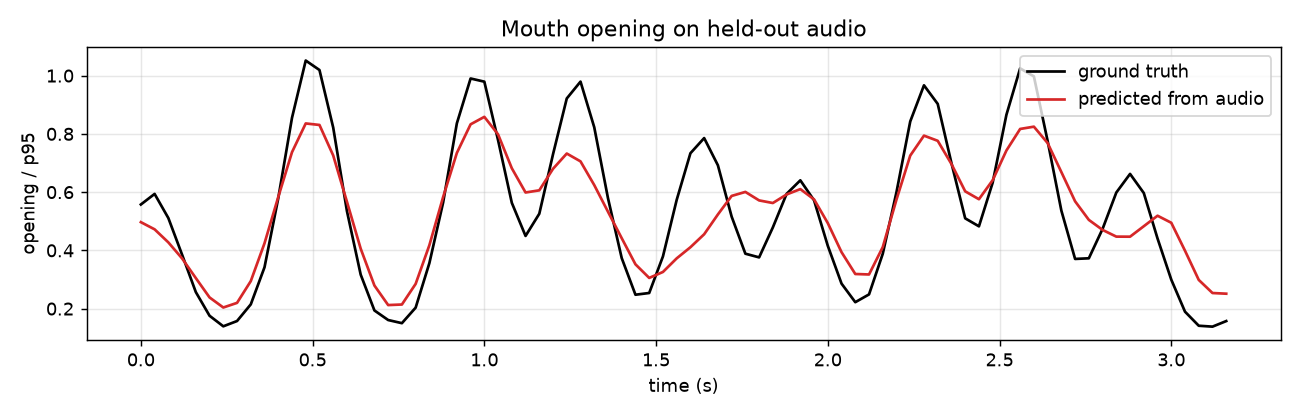 Mouth opening on held-out audio
opening / p95
1.0
0.8
0.6
0.4
0.2
ground truth
predicted from audio
0.0 0.5 1.0 1.5 2.0 2.5 3.0
time (s)